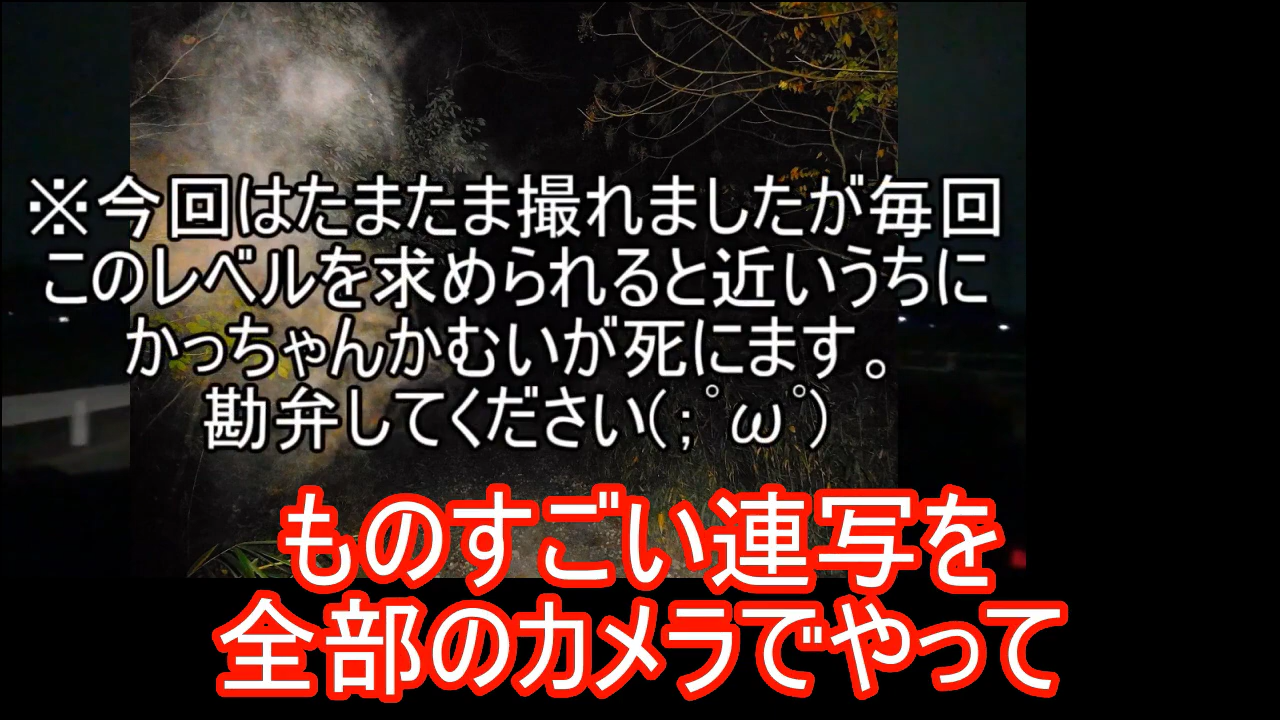 ※今回はたまたま撮れましたが毎回
このレベルを求められると近いうちに
かっちゃんかむいが死にます。
勘弁してください(;ﾟωﾟ)
ものすごい連写を
全部のカメラでやって